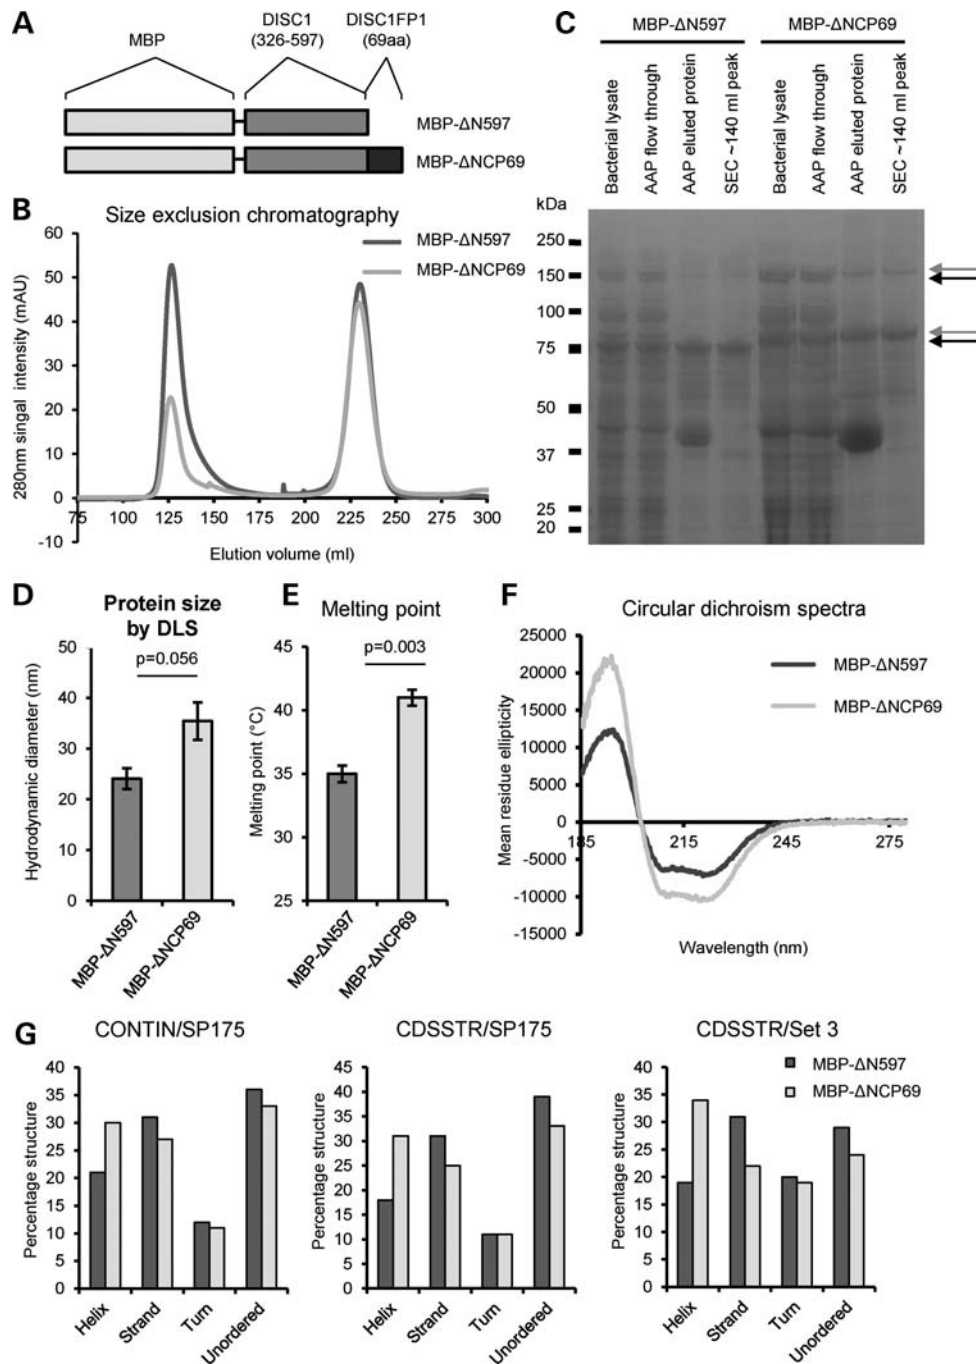 A
MBP
DISC1
(326-597)
DISC1FP1
(69aa)
MBP-ΔN597
MBP-ΔNCP69
B
Size exclusion chromatography
MBP-ΔN597
MBP-ΔNCP69
280nm singal intensity (mAU)
60
50
40
30
20
10
0
-10
75
100
125
150
175
200
225
250
275
300
Elution volume (ml)
C
MBP-ΔN597
MBP-ΔNCP69
Bacterial lysate
AAP flow through
AAP eluted protein
SEC ~140 ml peak
Bacterial lysate
AAP flow through
AAP eluted protein
SEC ~140 ml peak
kDa
250
150
100
75
50
37
25
20
D
Protein size
by DLS
p=0.056
Hydrodynamic diameter (nm)
50
40
30
20
10
0
MBP-ΔN597
MBP-ΔNCP69
E
Melting point
p=0.003
Melting point (°C)
45
40
35
30
25
MBP-ΔN597
MBP-ΔNCP69
F
Circular dichroism spectra
MBP-ΔN597
MBP-ΔNCP69
Mean residue ellipticity
25000
20000
15000
10000
5000
0
-5000
-10000
-15000
185
215
245
275
Wavelength (nm)
G
CONTIN/SP175
Percentage structure
40
35
30
25
20
15
10
5
0
Helix
Strand
Turn
Unordered
CDSSTR/SP175
Percentage structure
45
40
35
30
25
20
15
10
5
0
Helix
Strand
Turn
Unordered
CDSSTR/Set 3
MBP-ΔN597
MBP-ΔNCP69
Percentage structure
40
35
30
25
20
15
10
5
0
Helix
Strand
Turn
Unordered